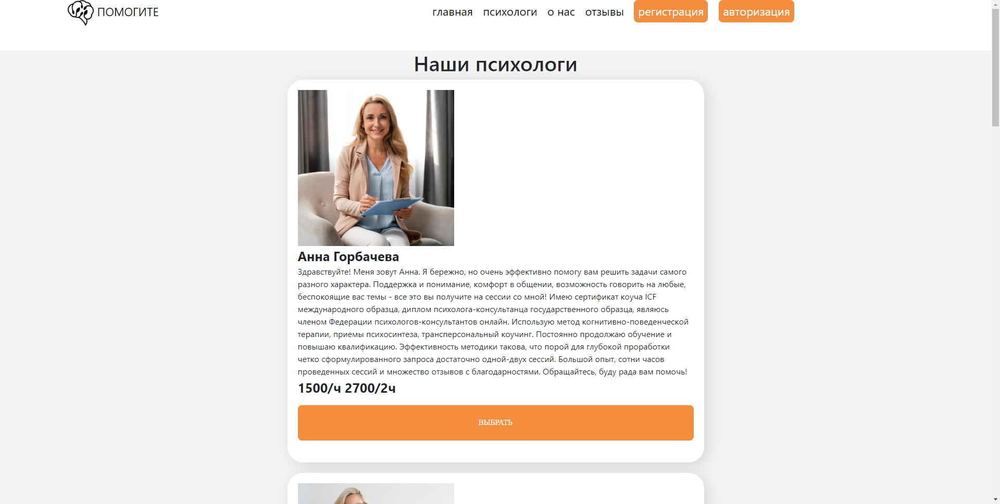 ПОМОГИТЕ
главная психологи о нас отзывы регистрация авторизация
Наши психологи
Анна Горбачева
Здравствуйте! Меня зовут Анна. Я бережно, но очень эффективно помогу вам решить задачи самого
разного характера. Поддержка и понимание, комфорт в общении, возможность говорить на любые,
беспокоящие вас темы - все это вы получите на сессии со мной! Имею сертификат коуча ICF
международного образца, диплом психолога-консультанца государственного образца, являюсь
членом Федерации психологов-консультантов онлайн. Использую метод когнитивно-поведенческой
терапии, приемы психосинтеза, трансперсональный коучинг. Постоянно продолжаю обучение и
повышаю квалификацию. Эффективность методики такова, что порой для глубокой проработки
четко сформулированного запроса достаточно одной-двух сессий. Большой опыт, сотни часов
проведенных сессий и множество отзывов с благодарностями. Обращайтесь, буду рада вам помочь!
1500/ч 2700/2ч
ВЫБРАТЬ